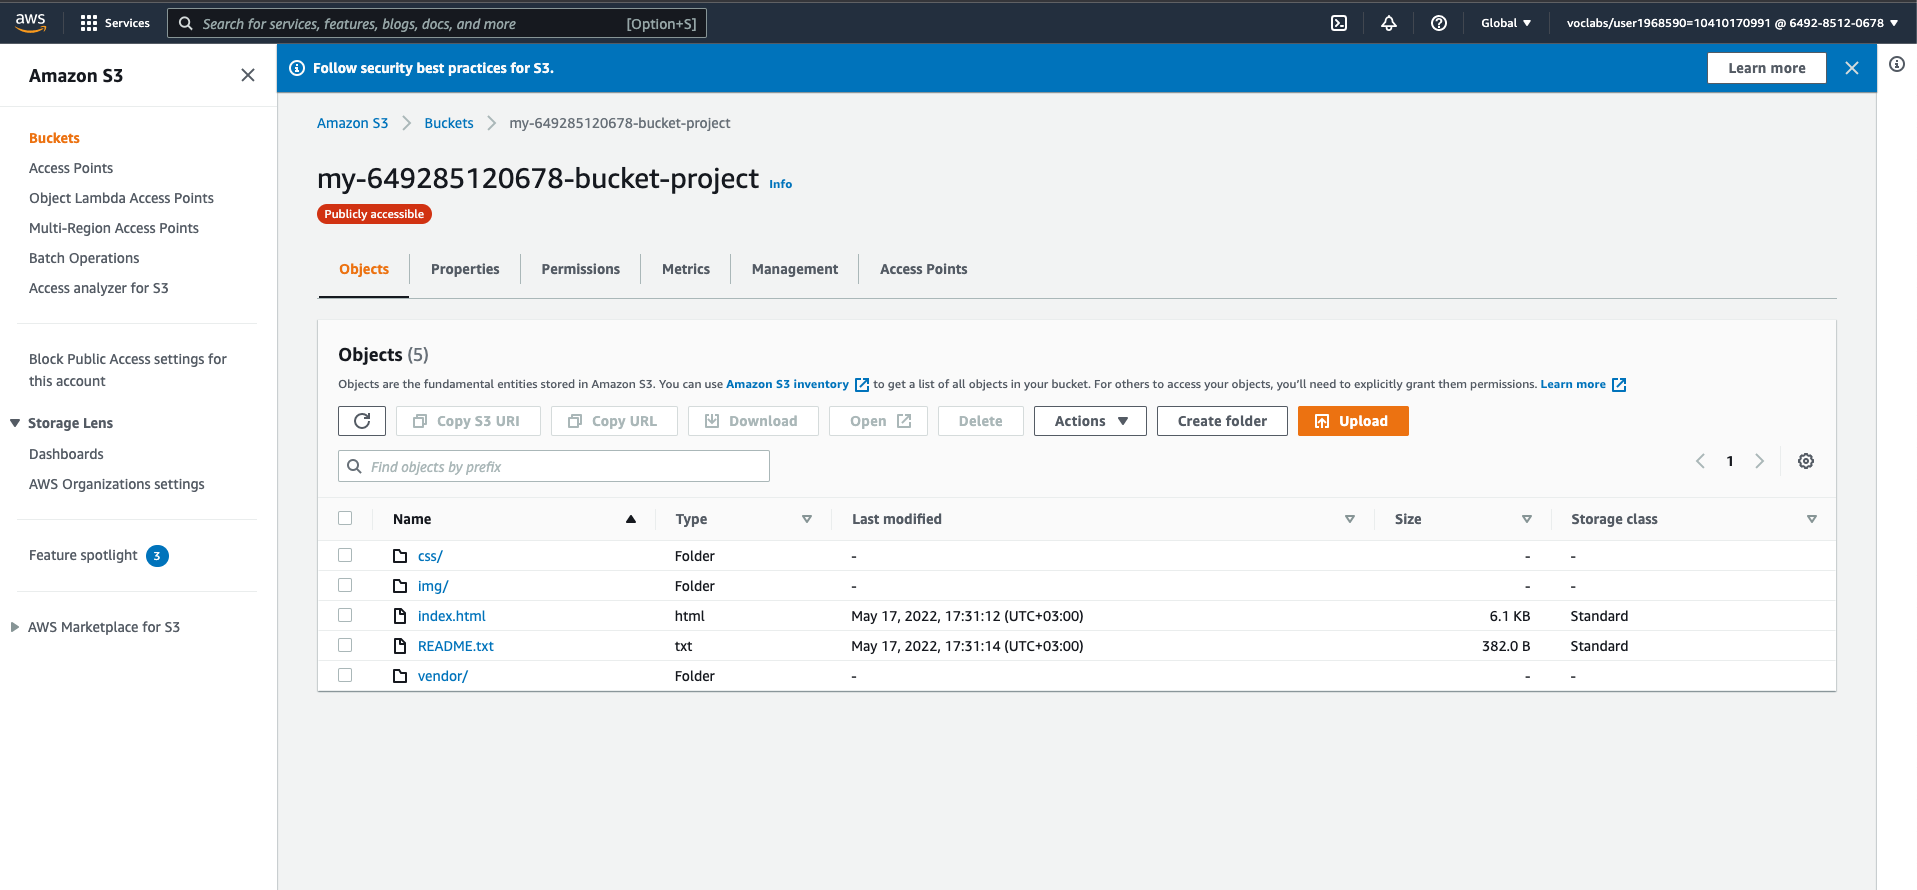 aws
Services
Search for services, features, blogs, docs, and more
[Option+S]
Global
voclabs/user1968590=10410170991 @ 6492-8512-0678
Amazon S3
Buckets
Access Points
Object Lambda Access Points
Multi-Region Access Points
Batch Operations
Access analyzer for S3
Block Public Access settings for
this account
Storage Lens
Dashboards
AWS Organizations settings
Feature spotlight 3
AWS Marketplace for S3
Follow security best practices for S3.
Learn more
Amazon S3 Buckets my-649285120678-bucket-project
my-649285120678-bucket-project Info
Publicly accessible
Objects Properties Permissions Metrics Management Access Points
Objects (5)
Objects are the fundamental entities stored in Amazon S3. You can use Amazon S3 inventory to get a list of all objects in your bucket. For others to access your objects, you'll need to explicitly grant them permissions. Learn more
Copy S3 URI Copy URL Download Open Delete Actions Create folder Upload
Find objects by prefix
1
Name Type Last modified Size Storage class
css/ Folder - - -
img/ Folder - - -
index.html html May 17, 2022, 17:31:12 (UTC+03:00) 6.1 KB Standard
README.txt txt May 17, 2022, 17:31:14 (UTC+03:00) 382.0 B Standard
vendor/ Folder - - -